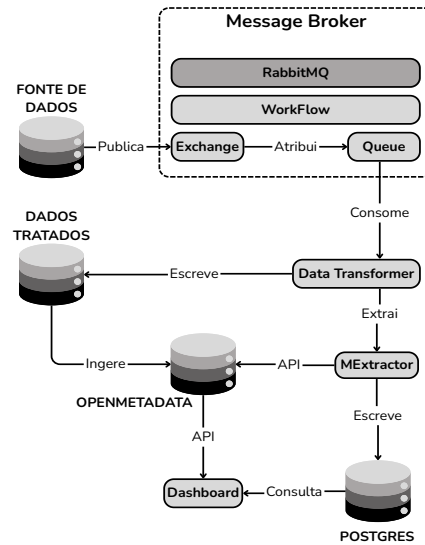 Message Broker
RabbitMQ
WorkFlow
FONTE DE
DADOS
Publica
Exchange
Atribui
Queue
Consome
DADOS
TRATADOS
Escreve
Data Transformer
Extrai
Ingere
API
MExtractor
OPENMETADATA
Escreve
API
Dashboard
Consulta
POSTGRES